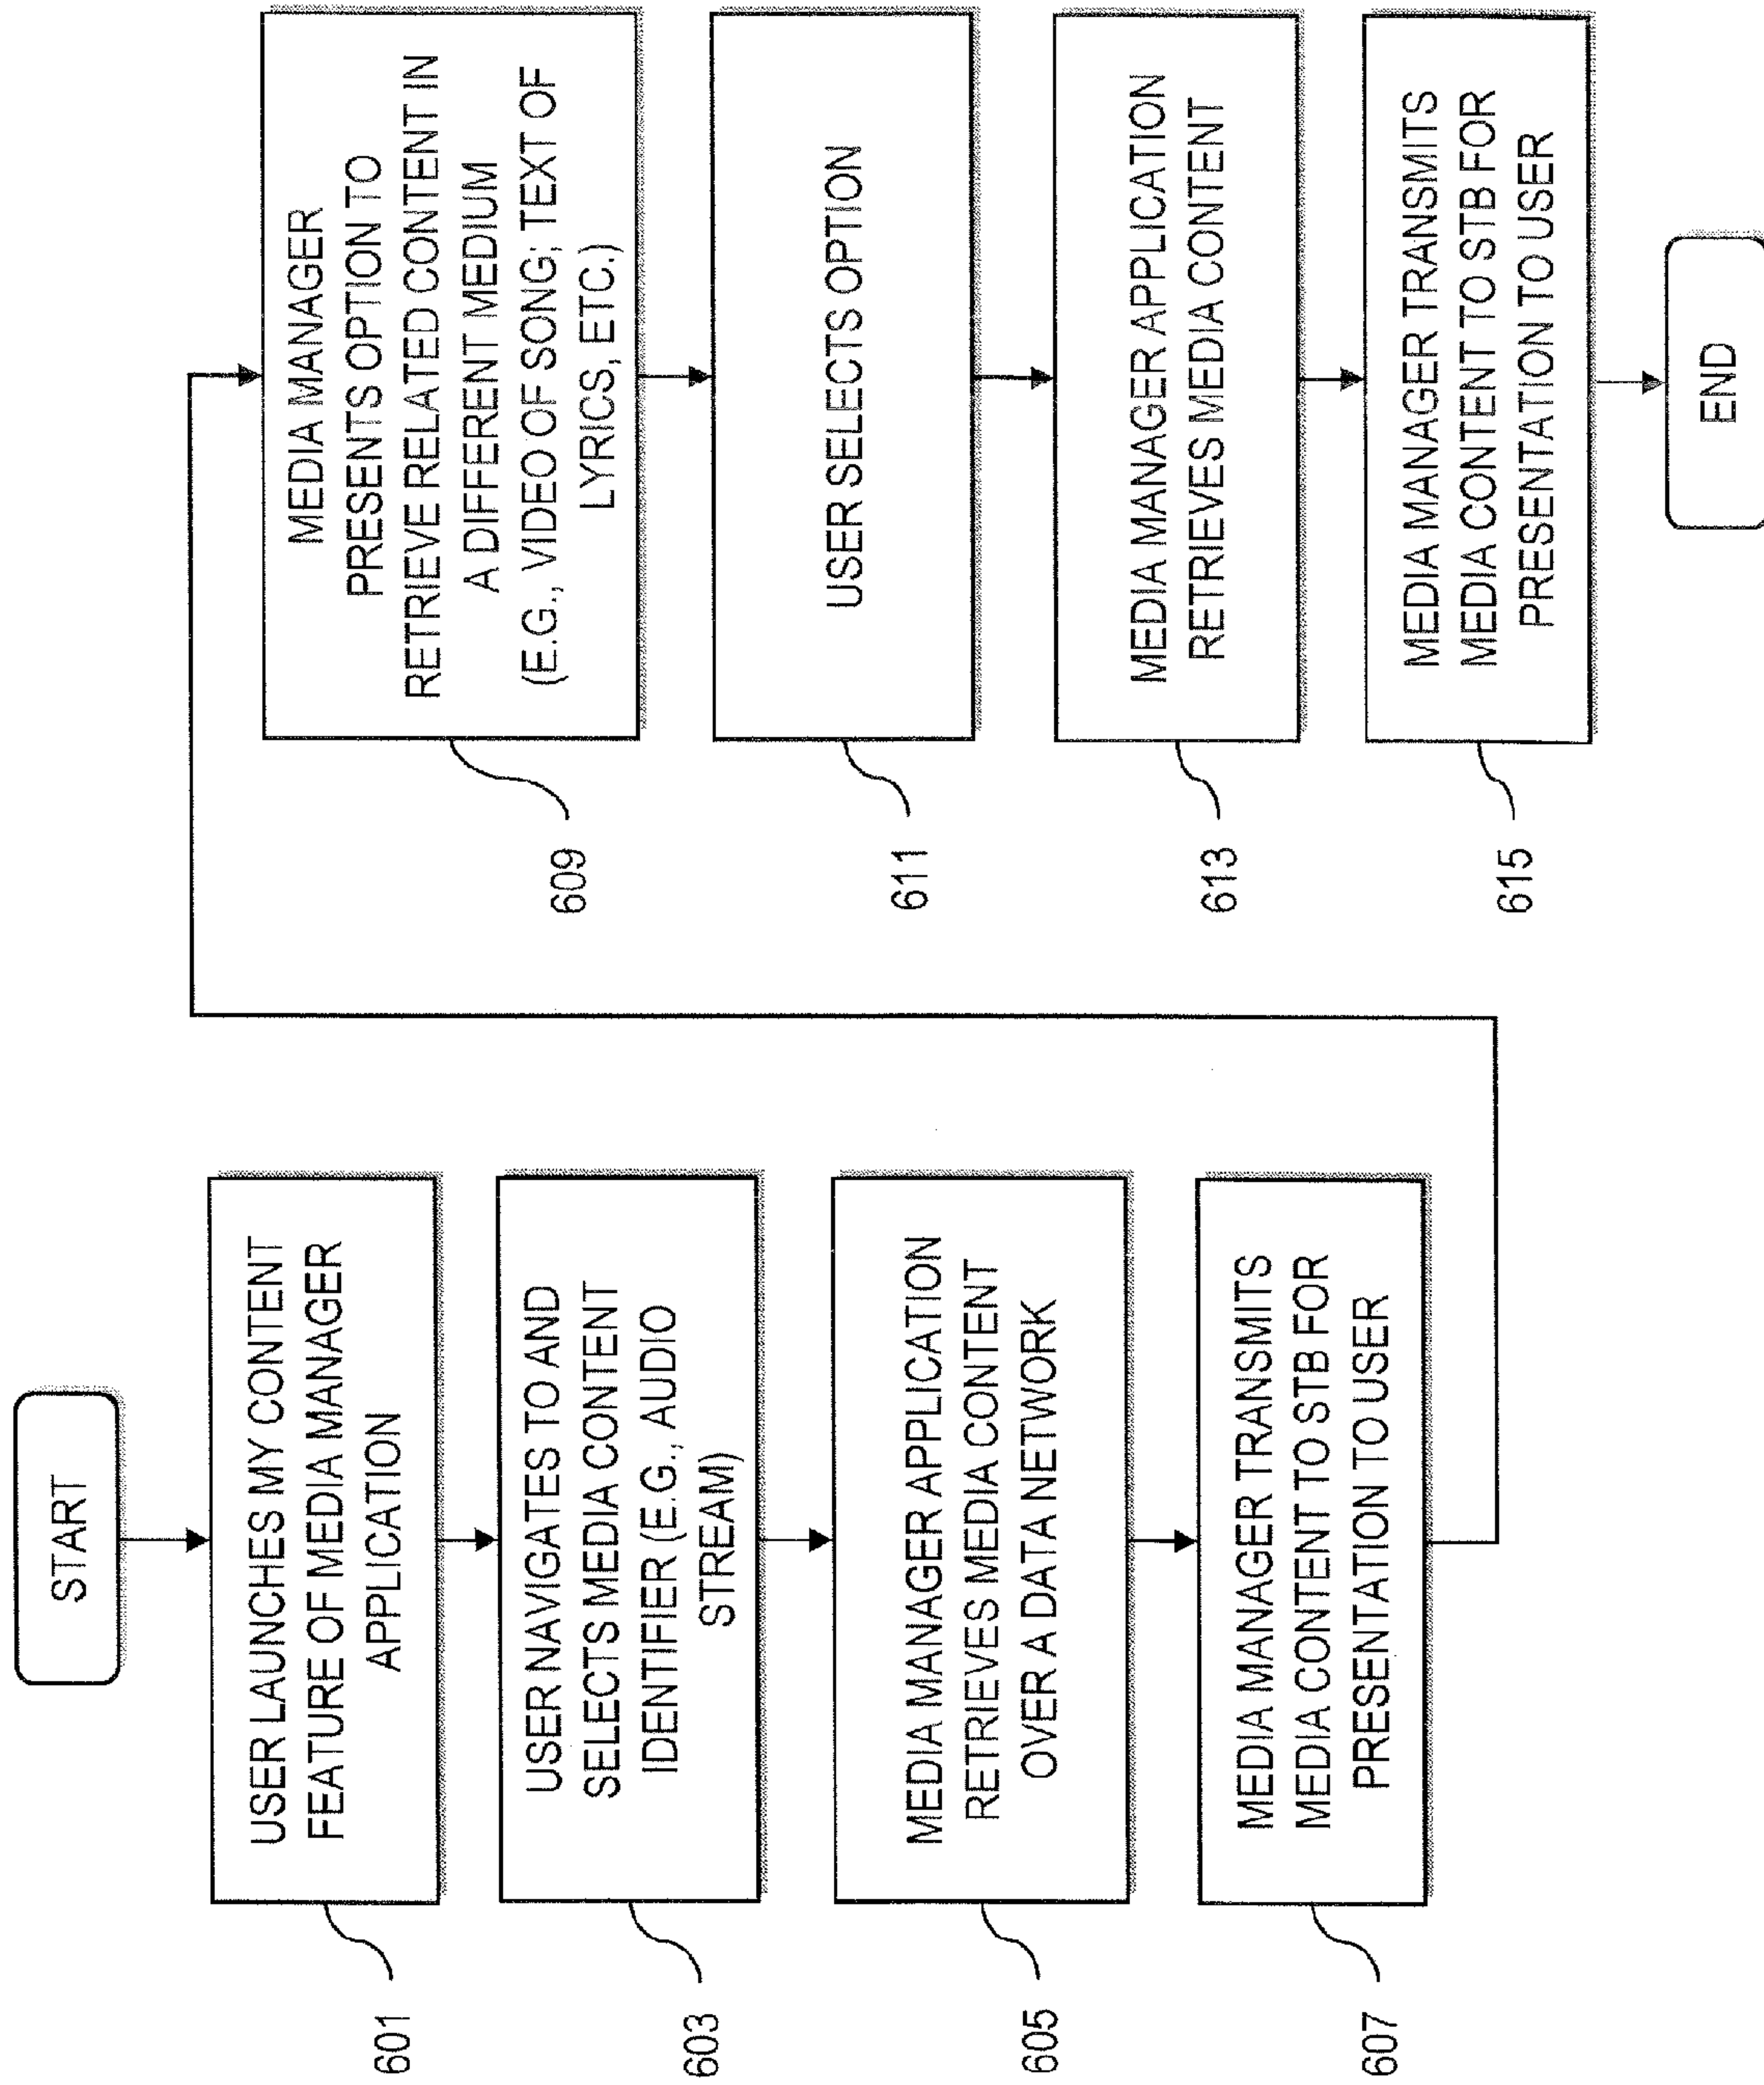 START
USER LAUNCHES MY CONTENT
FEATURE OF MEDIA MANAGER
APPLICATION
601
USER NAVIGATES TO AND
SELECTS MEDIA CONTENT
IDENTIFIER (E.G., AUDIO
STREAM)
603
MEDIA MANAGER APPLICATION
RETRIEVES MEDIA CONTENT
OVER A DATA NETWORK
605
MEDIA MANAGER TRANSMITS
MEDIA CONTENT TO STB FOR
PRESENTATION TO USER
607
MEDIA MANAGER
PRESENTS OPTION TO
RETRIEVE RELATED CONTENT IN
A DIFFERENT MEDIUM
(E.G., VIDEO OF SONG; TEXT OF
LYRICS, ETC.)
609
USER SELECTS OPTION
611
MEDIA MANAGER APPLICATION
RETRIEVES MEDIA CONTENT
613
MEDIA MANAGER TRANSMITS
MEDIA CONTENT TO STB FOR
PRESENTATION TO USER
615
END